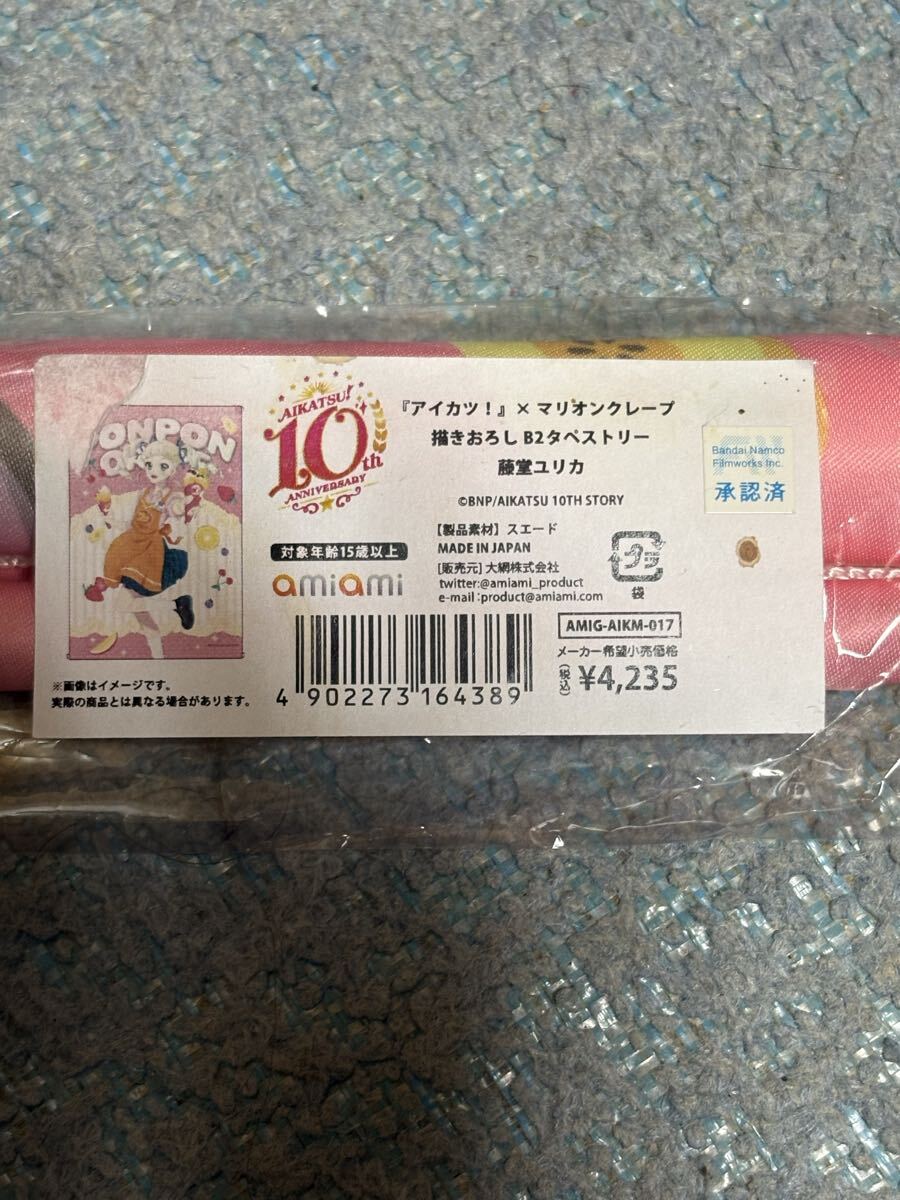 AIKATSU!
10th
ANNIVERSARY
『アイカツ！』× マリオンクレープ
描きおろし B2タペストリー
藤堂ユリカ
©BNP/AIKATSU 10TH STORY
Bandai Namco
Filmworks Inc.
承認済
対象年齢15歳以上
amiami
【製品素材】スエード
MADE IN JAPAN
[販売元] 大網株式会社
twitter:@amiami_product
e-mail :product@amiami.com
プラ
袋
AMIG-AIKM-017
メーカー希望小売価格
(税込) ¥4,235
4 902273 164389
ONPON
※画像はイメージです。
実際の商品とは異なる場合があります。